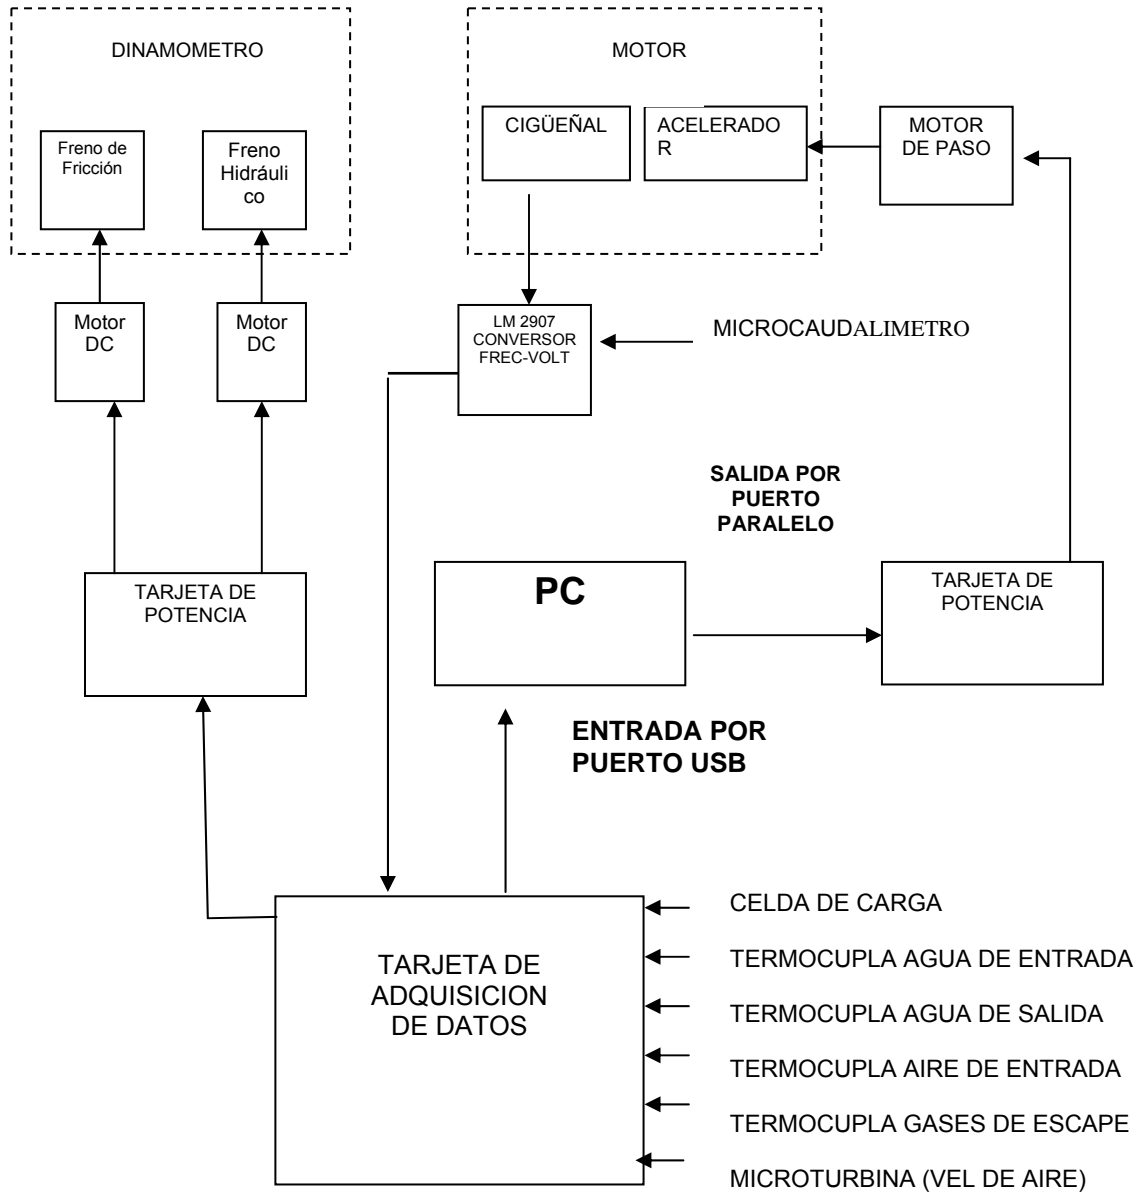 DINAMOMETRO
MOTOR
Freno de
Fricción
Freno
Hidráuli
co
CIGÜEÑAL
ACELERADO
R
MOTOR
DE PASO
Motor
DC
Motor
DC
LM 2907
CONVERSOR
FREC-VOLT
MICROCAUDALIMETRO
SALIDA POR
PUERTO
PARALELO
TARJETA DE
POTENCIA
PC
TARJETA DE
POTENCIA
ENTRADA POR
PUERTO USB
TARJETA DE
ADQUISICION
DE DATOS
CELDA DE CARGA
TERMOCUPLA AGUA DE ENTRADA
TERMOCUPLA AGUA DE SALIDA
TERMOCUPLA AIRE DE ENTRADA
TERMOCUPLA GASES DE ESCAPE
MICROTURBINA (VEL DE AIRE)